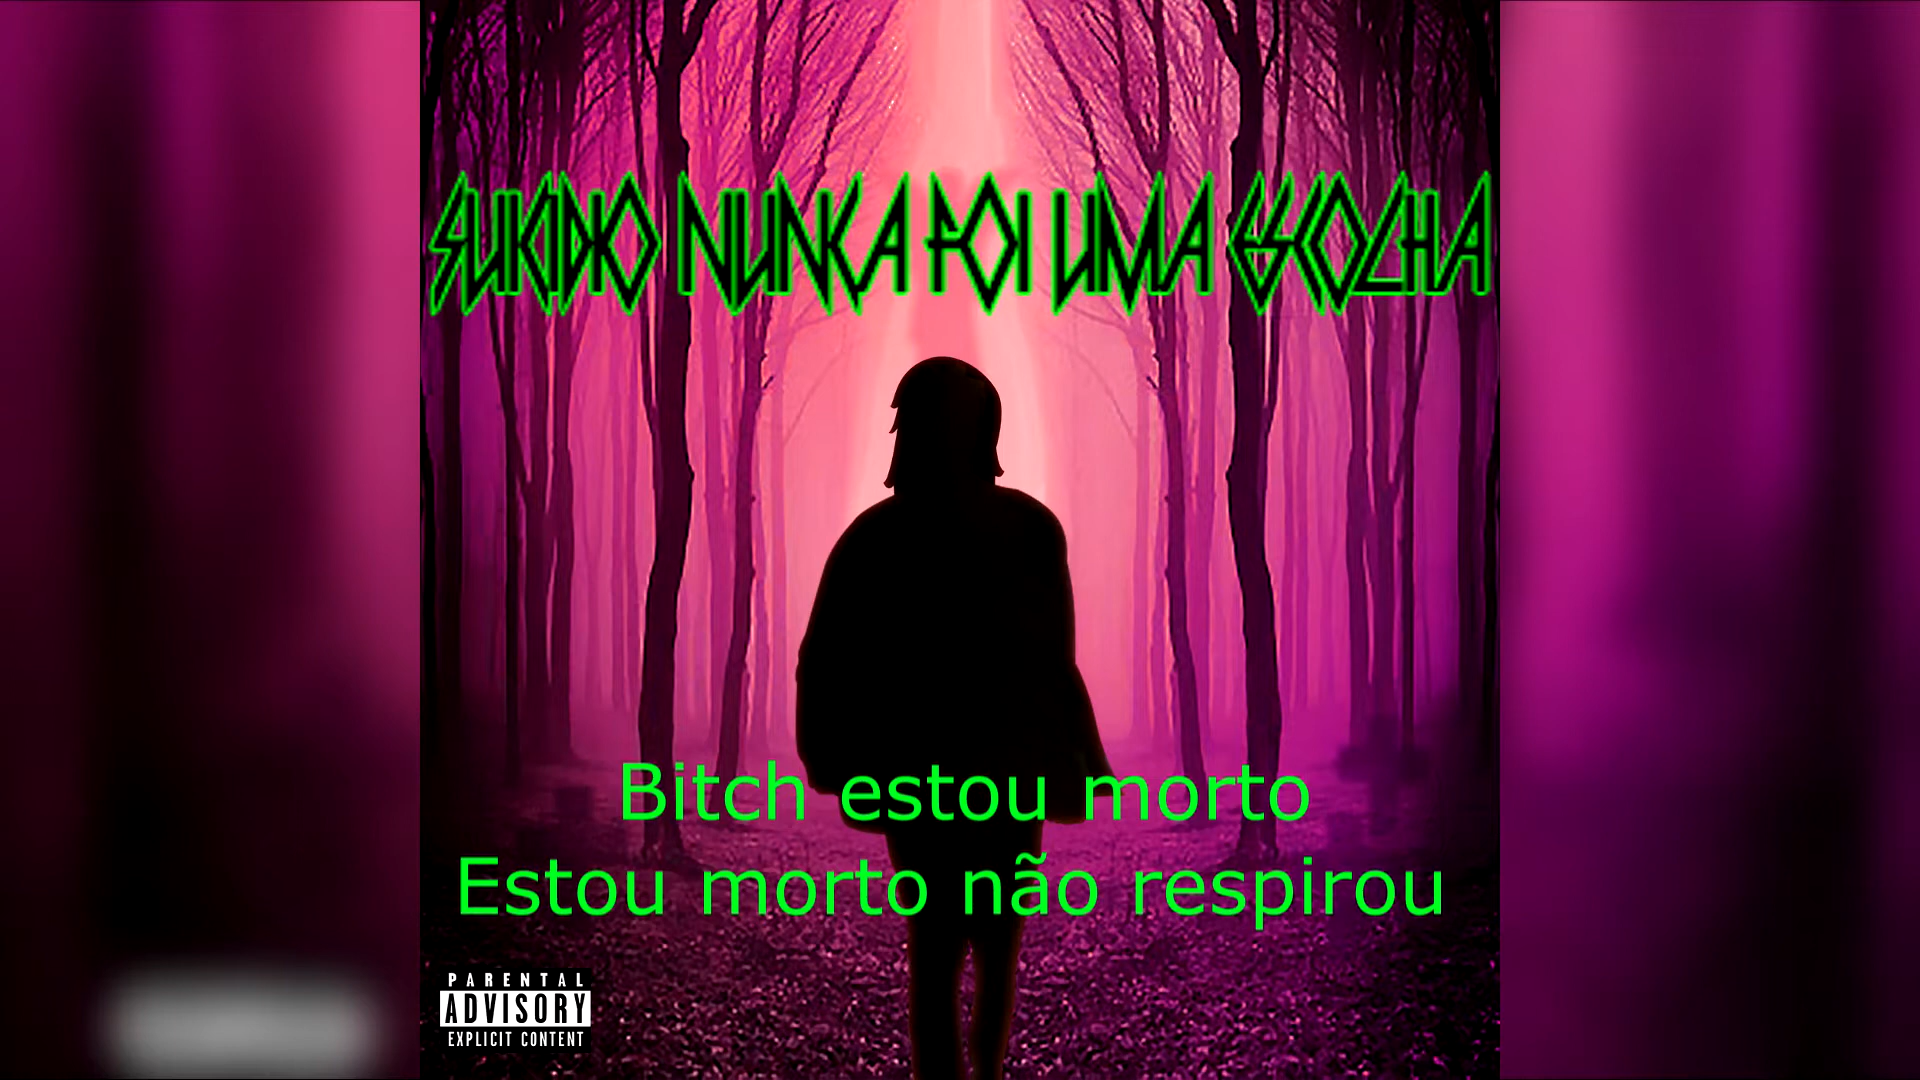 SUICIDIO NUNCA FOI UMA ESCOLHA
Bitch estou morto
Estou morto não respirou
PARENTAL
ADVISORY
EXPLICIT CONTENT